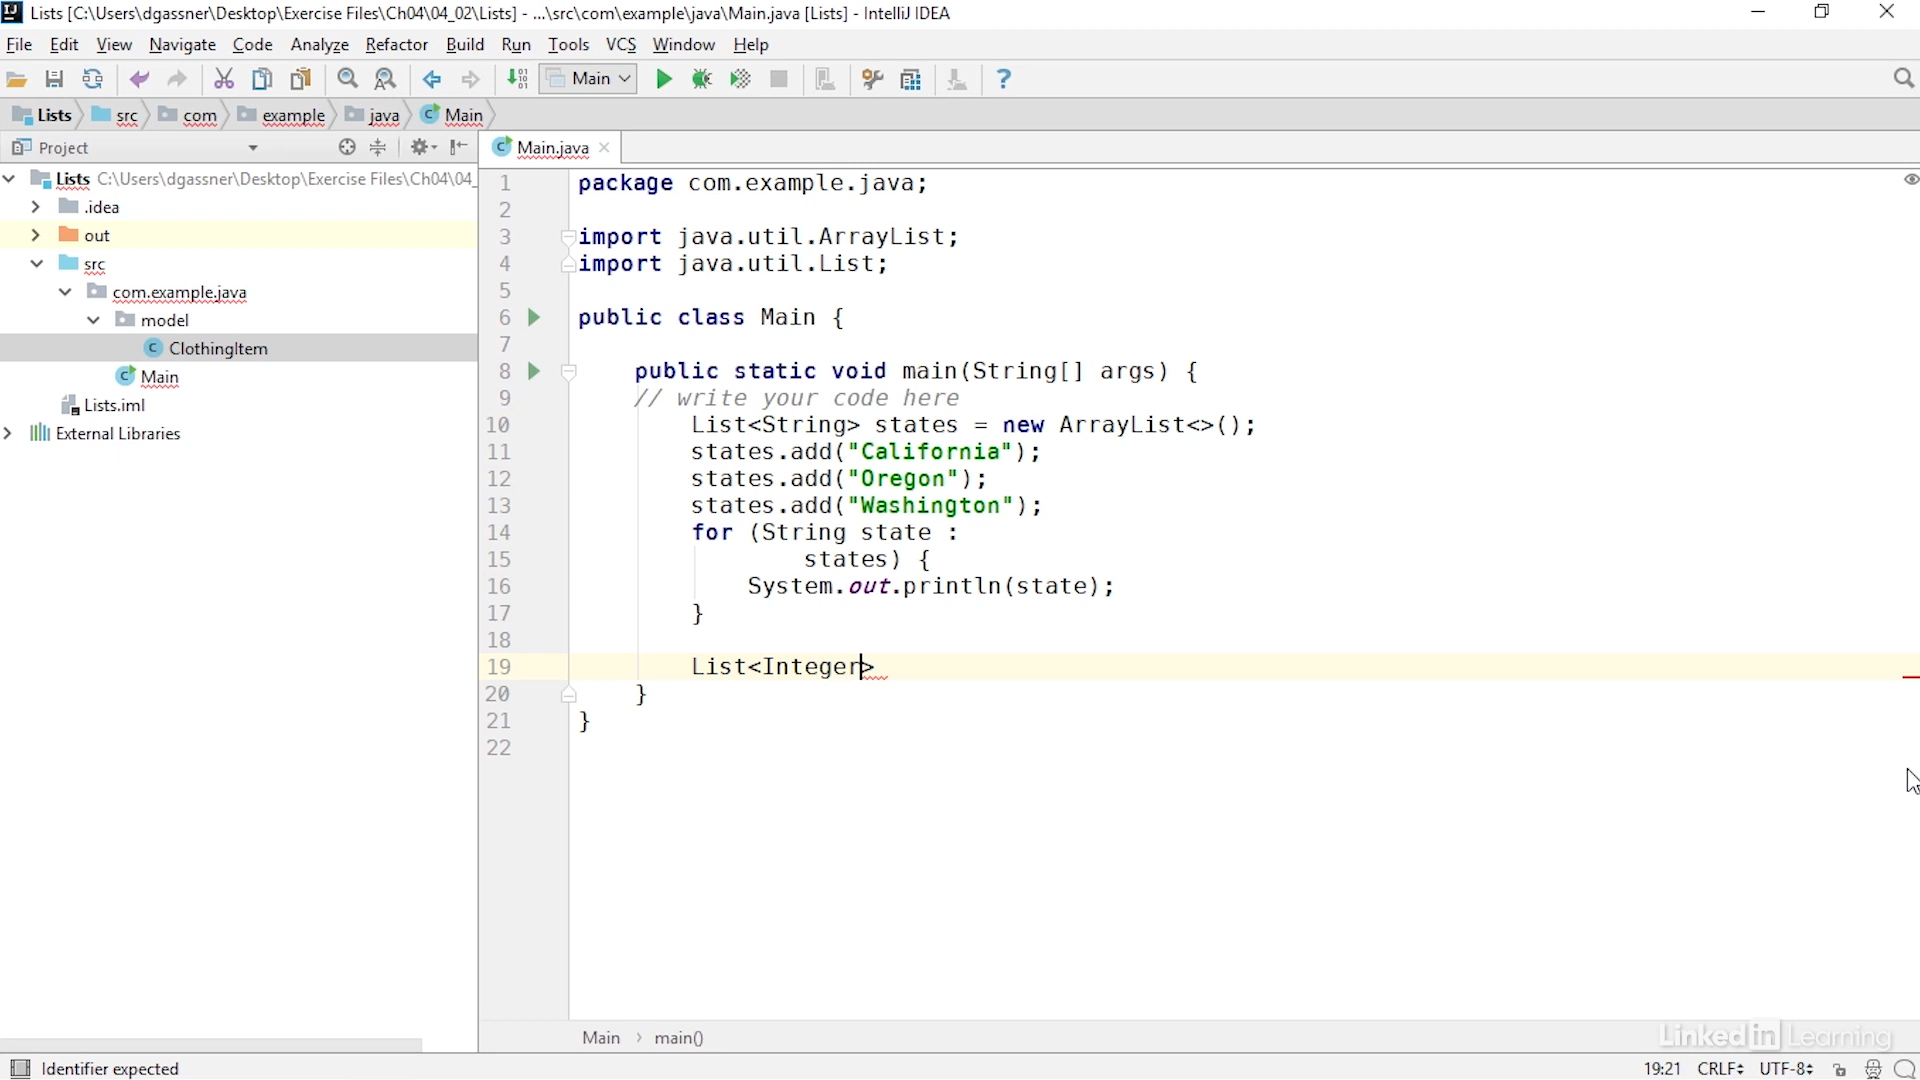 Lists [C:\Users\dgassner\Desktop\Exercise Files\Ch04\04_02\Lists] - ...\src\com\example\java\Main.java [Lists] - IntelliJ IDEA
File Edit View Navigate Code Analyze Refactor Build Run Tools VCS Window Help
Main
Lists src com example java Main
Project
Main.java
Lists C:\Users\dgassner\Desktop\Exercise Files\Ch04\04_
.idea
out
src
com.example.java
model
ClothingItem
Main
Lists.iml
External Libraries
1 package com.example.java;
2
3 import java.util.ArrayList;
4 import java.util.List;
5
6 public class Main {
7
8 public static void main(String[] args) {
9 // write your code here
10 List<String> states = new ArrayList<>();
11 states.add("California");
12 states.add("Oregon");
13 states.add("Washington");
14 for (String state :
15 states) {
16 System.out.println(state);
17 }
18
19 List<Integer>
20 }
21 }
22
Main › main()
Linked in Learning
Identifier expected
19:21 CRLF UTF-8